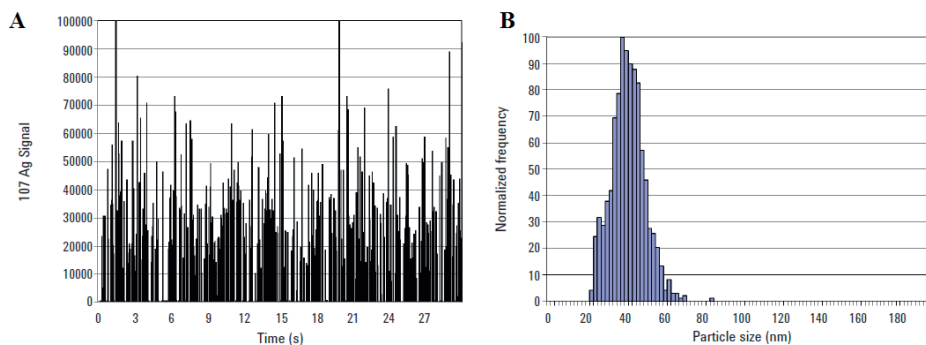 A
107 Ag Signal
100000
90000
80000
70000
60000
50000
40000
30000
20000
10000
0
0 3 6 9 12 15 18 21 24 27
Time (s)
B
Normalized frequency
100
90
80
70
60
50
40
30
20
10
0
0 20 40 60 80 100 120 140 160 180
Particle size (nm)